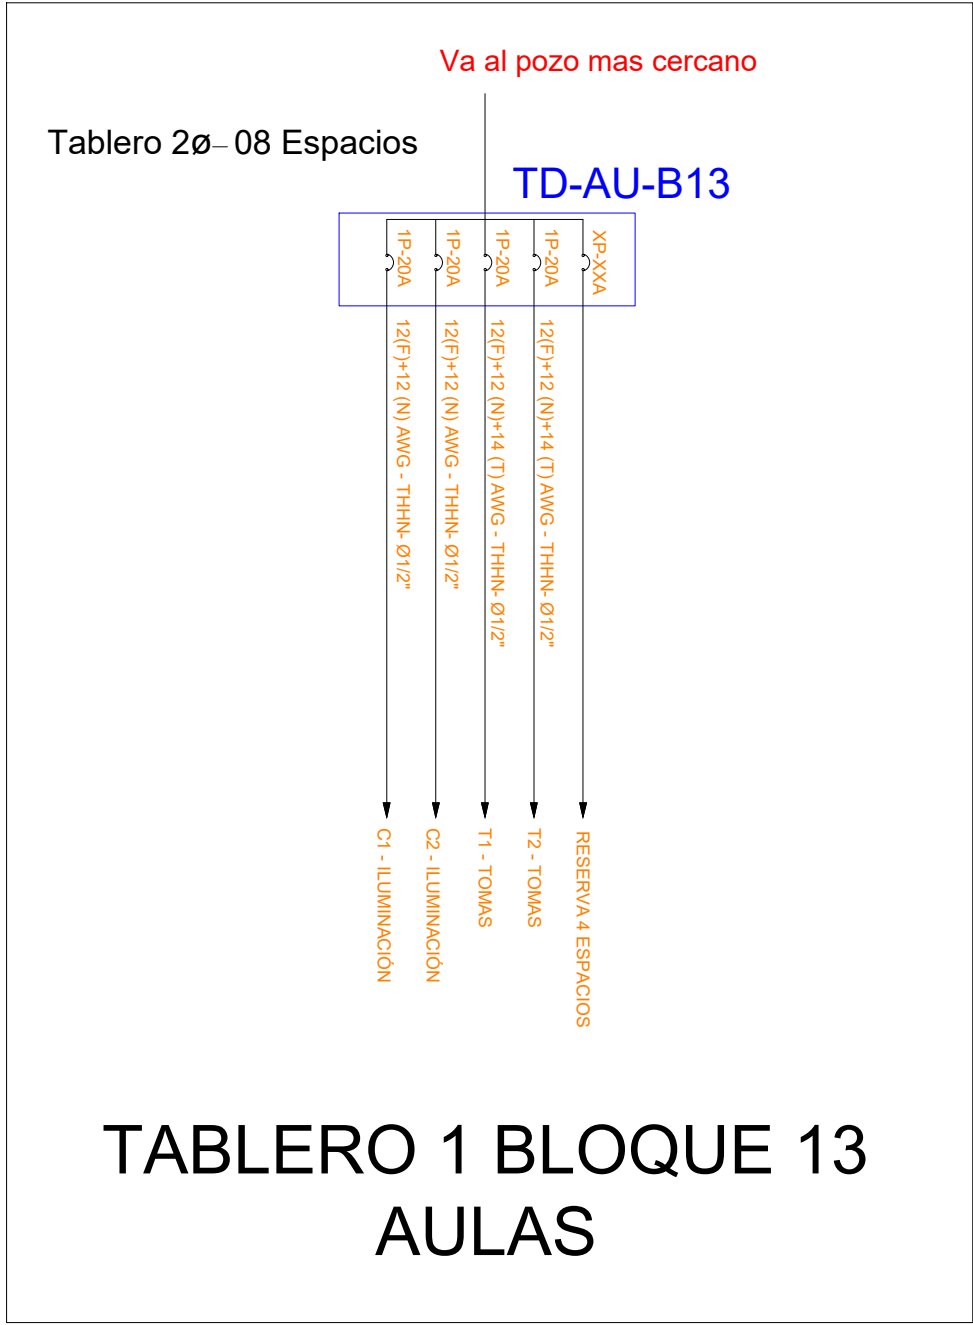 Va al pozo mas cercano
Tablero 2ø– 08 Espacios
TD-AU-B13
1P-20A
1P-20A
1P-20A
1P-20A
XP-XXA
12(F)+12 (N) AWG - THHN- Ø1/2"
12(F)+12 (N) AWG - THHN- Ø1/2"
12(F)+12 (N)+14 (T) AWG - THHN- Ø1/2"
12(F)+12 (N)+14 (T) AWG - THHN- Ø1/2"
C1 - ILUMINACIÓN
C2 - ILUMINACIÓN
T1 - TOMAS
T2 - TOMAS
RESERVA 4 ESPACIOS
TABLERO 1 BLOQUE 13
AULAS